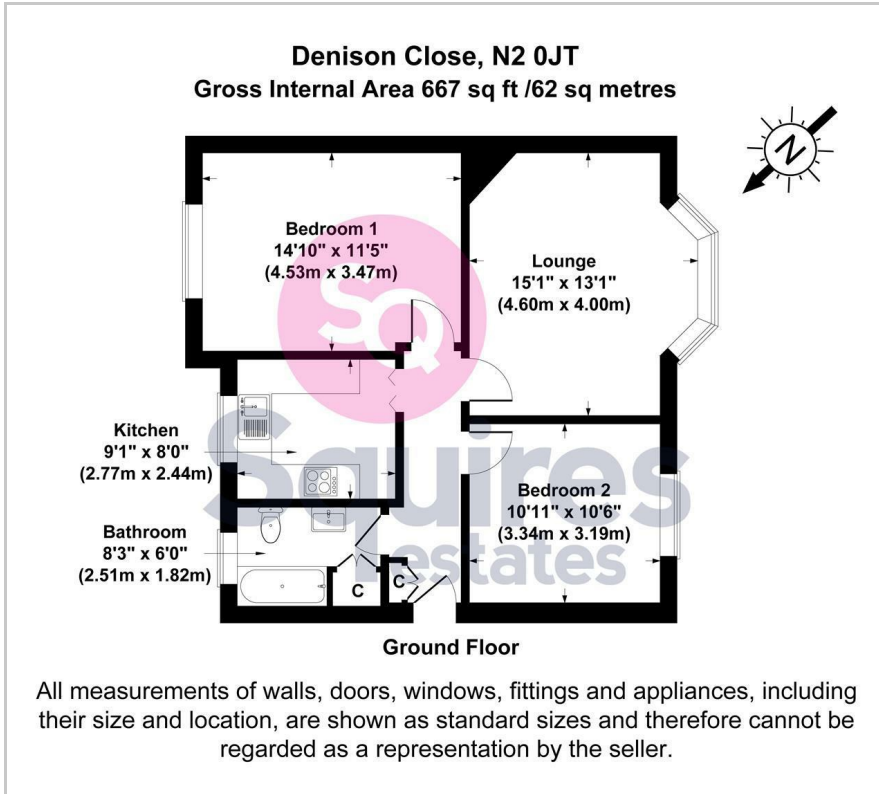 Denison Close, N2 0JT
Gross Internal Area 667 sq ft /62 sq metres
N
Bedroom 1
14'10" x 11'5"
(4.53m x 3.47m)
Lounge
15'1" x 13'1"
(4.60m x 4.00m)
SQ
Squires
estates
Kitchen
9'1" x 8'0"
(2.77m x 2.44m)
Bedroom 2
10'11" x 10'6"
(3.34m x 3.19m)
Bathroom
8'3" x 6'0"
(2.51m x 1.82m)
C
C
Ground Floor
All measurements of walls, doors, windows, fittings and appliances, including
their size and location, are shown as standard sizes and therefore cannot be
regarded as a representation by the seller.